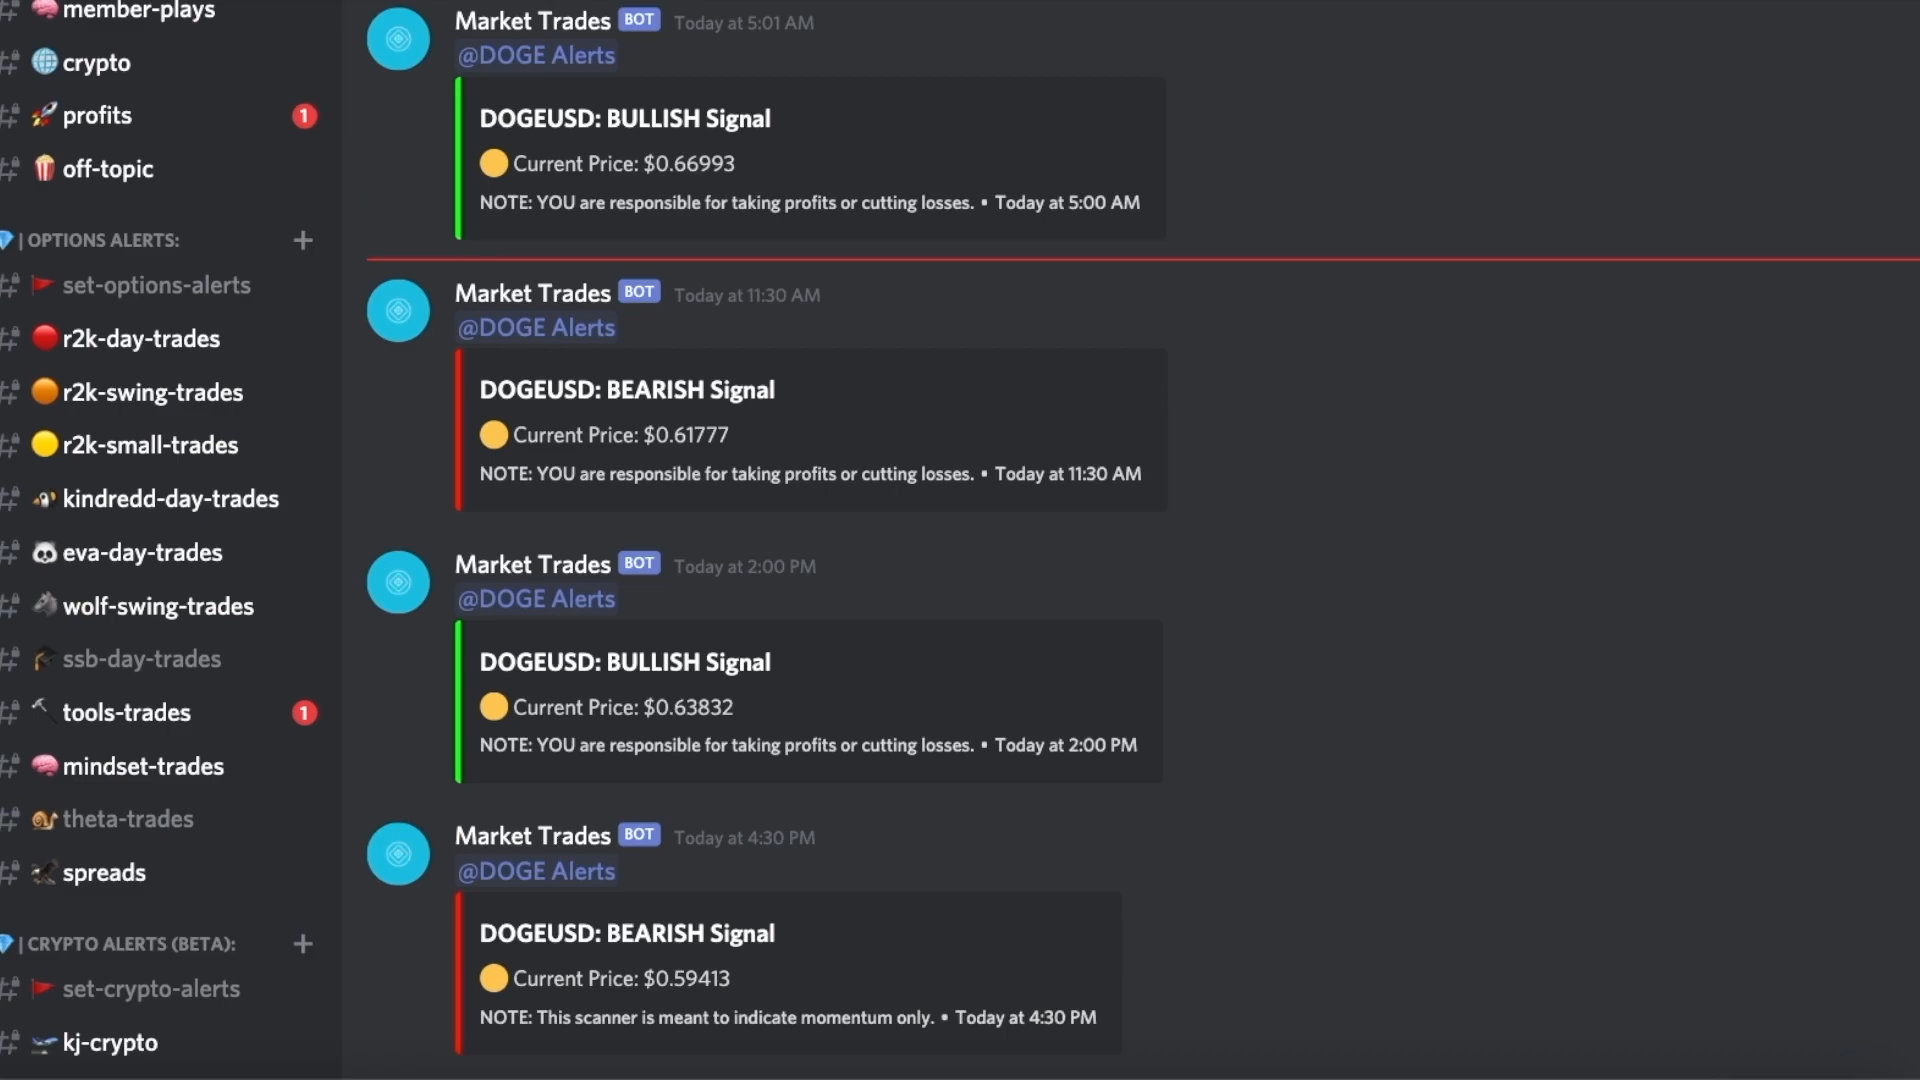 member-plays
crypto
profits
1
off-topic
| OPTIONS ALERTS:
set-options-alerts
r2k-day-trades
r2k-swing-trades
r2k-small-trades
kindredd-day-trades
eva-day-trades
wolf-swing-trades
ssb-day-trades
tools-trades
1
mindset-trades
theta-trades
spreads
| CRYPTO ALERTS (BETA):
set-crypto-alerts
kj-crypto
Market Trades BOT Today at 5:01 AM
@DOGE Alerts
DOGEUSD: BULLISH Signal
Current Price: $0.66993
NOTE: YOU are responsible for taking profits or cutting losses. • Today at 5:00 AM
Market Trades BOT Today at 11:30 AM
@DOGE Alerts
DOGEUSD: BEARISH Signal
Current Price: $0.61777
NOTE: YOU are responsible for taking profits or cutting losses. • Today at 11:30 AM
Market Trades BOT Today at 2:00 PM
@DOGE Alerts
DOGEUSD: BULLISH Signal
Current Price: $0.63832
NOTE: YOU are responsible for taking profits or cutting losses. • Today at 2:00 PM
Market Trades BOT Today at 4:30 PM
@DOGE Alerts
DOGEUSD: BEARISH Signal
Current Price: $0.59413
NOTE: This scanner is meant to indicate momentum only. • Today at 4:30 PM